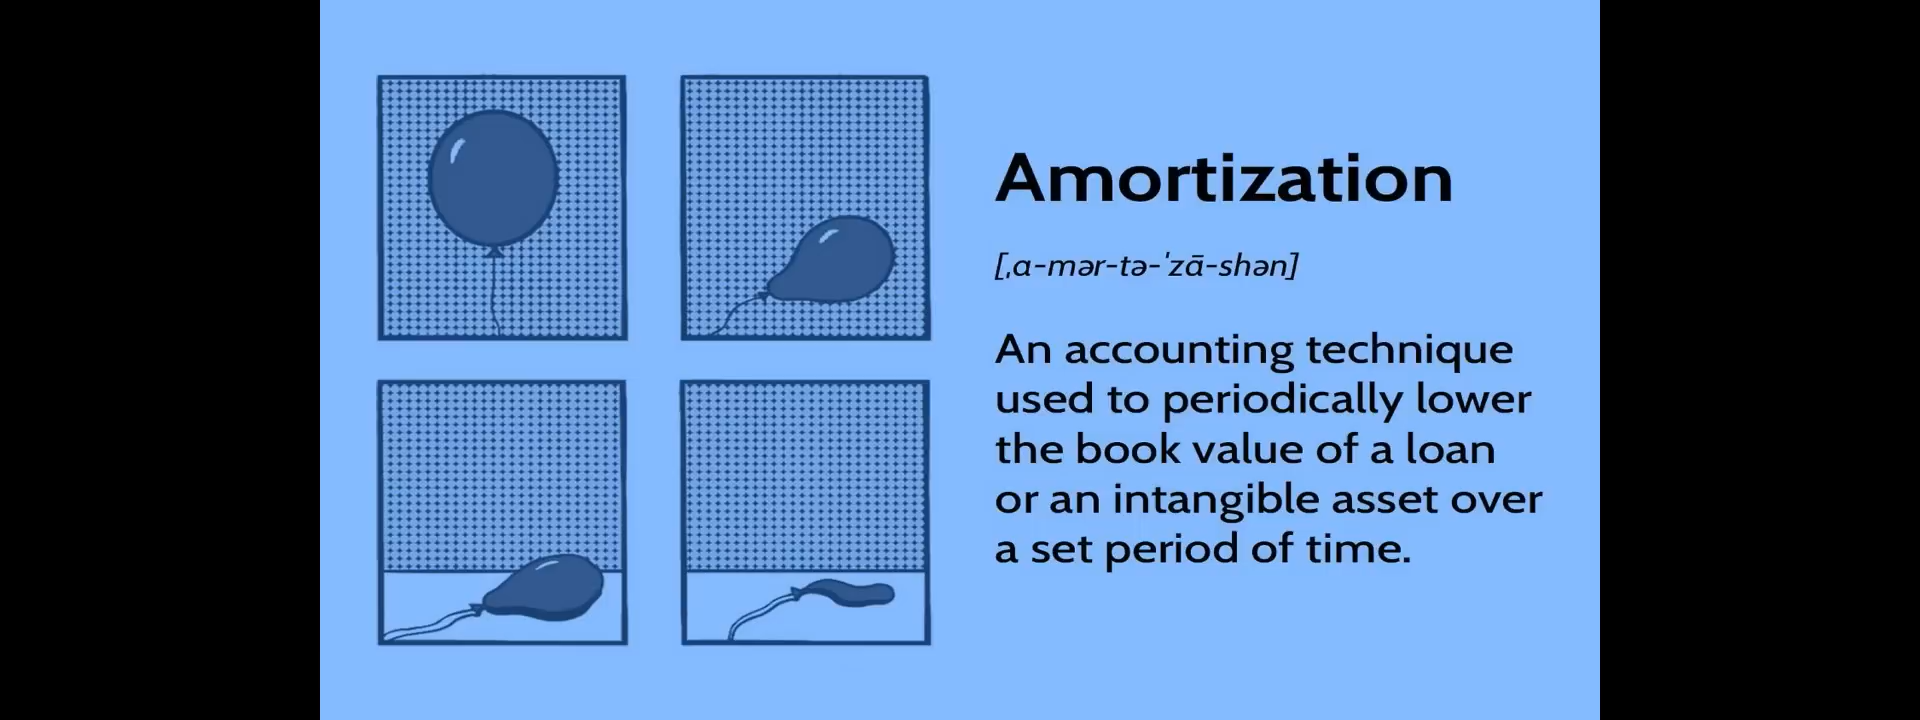 Amortization
[ˌa-mər-tə-ˈzā-shən]
An accounting technique
used to periodically lower
the book value of a loan
or an intangible asset over
a set period of time.